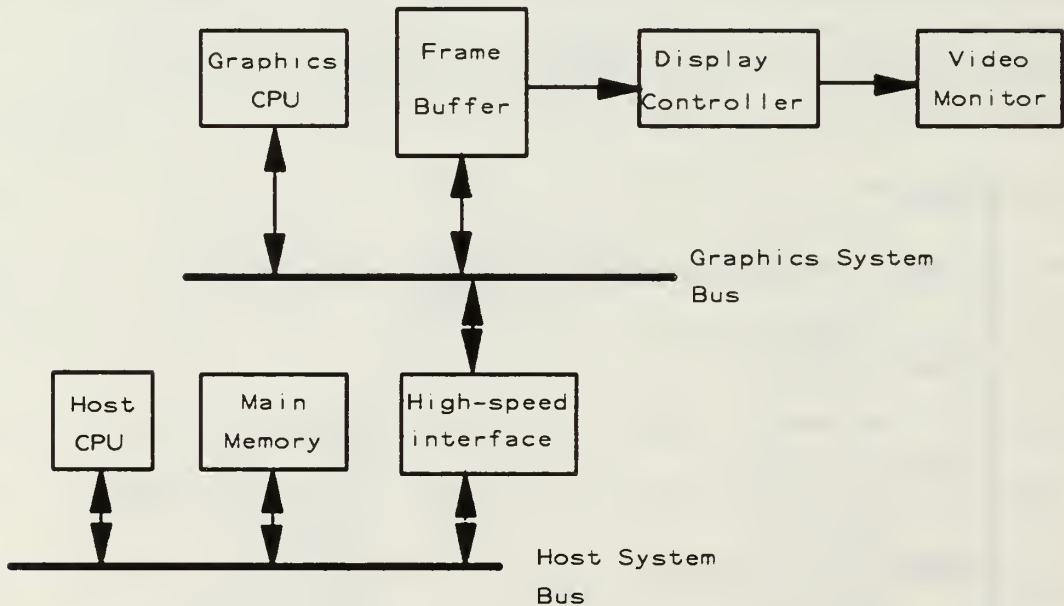 Graphics
CPU
Frame
Buffer
Display
Controller
Video
Monitor
Graphics System
Bus
Host
CPU
Main
Memory
High-speed
interface
Host System
Bus